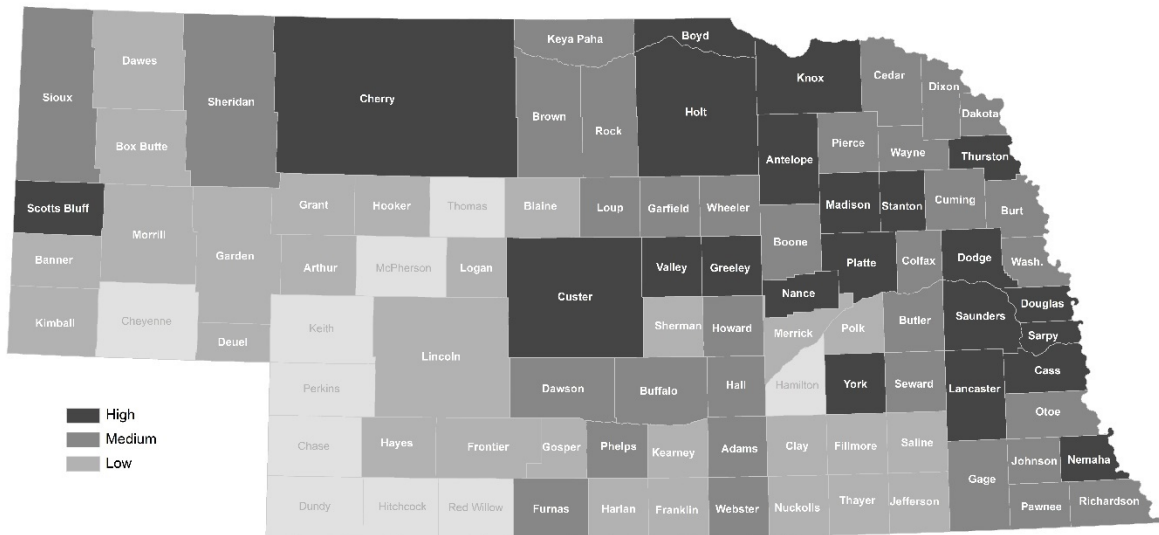 Keya Paha
Boyd
Dawes
Knox
Cedar
Dixon
Sioux
Sheridan
Cherry
Holt
Dakota
Brown
Rock
Box Butte
Pierce
Wayne
Thurston
Antelope
Scotts Bluff
Grant
Hooker
Thomas
Blaine
Loup
Garfield
Wheeler
Madison
Stanton
Cuming
Burt
Morrill
Boone
Banner
Garden
Arthur
McPherson
Logan
Valley
Greeley
Platte
Colfax
Dodge
Wash.
Custer
Nance
Kimball
Cheyenne
Keith
Lincoln
Sherman
Howard
Merrick
Polk
Butler
Saunders
Douglas
Deuel
Sarpy
Perkins
Dawson
Buffalo
Hall
Hamilton
York
Seward
Lancaster
Cass
High
Otoe
Medium
Chase
Hayes
Frontier
Gosper
Phelps
Kearney
Adams
Clay
Fillmore
Saline
Low
Johnson
Nemaha
Gage
Dundy
Hitchcock
Red Willow
Furnas
Harlan
Franklin
Webster
Nuckolls
Thayer
Jefferson
Pawnee
Richardson